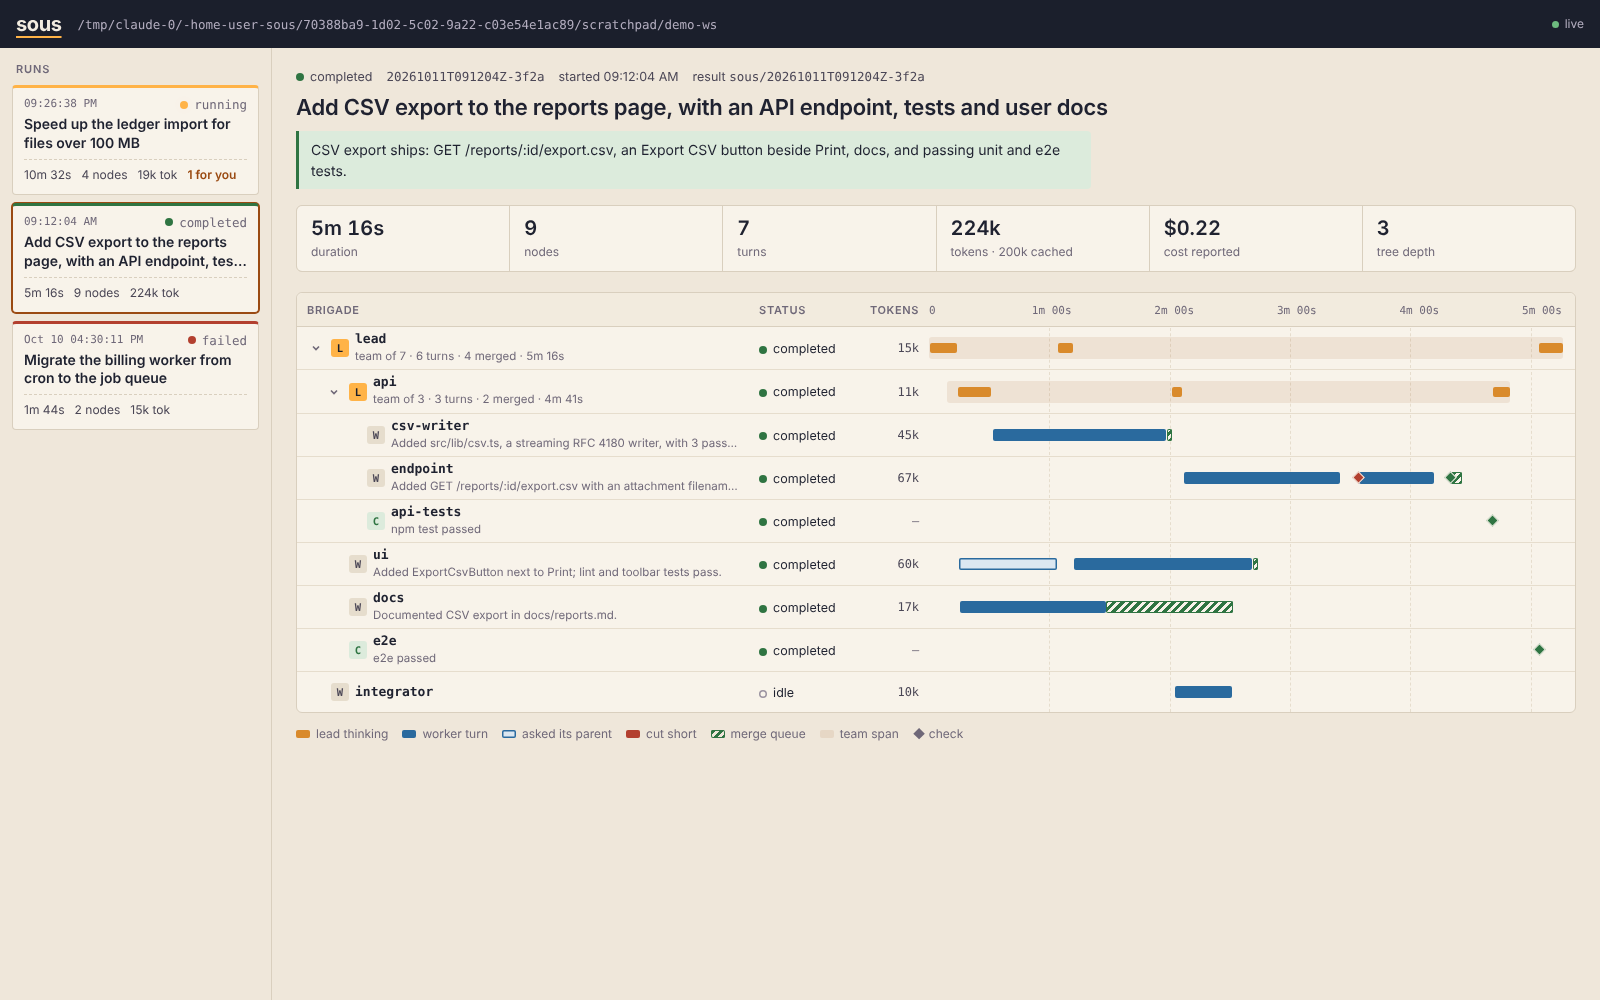 sous /tmp/claude-0/-home-user-sous/70388ba9-1d02-5c02-9a22-c03e54e1ac89/scratchpad/demo-ws live
RUNS
09:26:38 PM running
Speed up the ledger import for
files over 100 MB
10m 32s 4 nodes 19k tok 1 for you
09:12:04 AM completed
Add CSV export to the reports
page, with an API endpoint, tes…
5m 16s 9 nodes 224k tok
Oct 10 04:30:11 PM failed
Migrate the billing worker from
cron to the job queue
1m 44s 2 nodes 15k tok
completed 20261011T091204Z-3f2a started 09:12:04 AM result sous/20261011T091204Z-3f2a
Add CSV export to the reports page, with an API endpoint, tests and user docs
CSV export ships: GET /reports/:id/export.csv, an Export CSV button beside Print, docs, and passing unit and e2e
tests.
5m 16s 9 7 224k $0.22 3
duration nodes turns tokens · 200k cached cost reported tree depth
BRIGADE STATUS TOKENS 0 1m 00s 2m 00s 3m 00s 4m 00s 5m 00s
L lead completed 15k
team of 7 · 6 turns · 4 merged · 5m 16s
L api completed 11k
team of 3 · 3 turns · 2 merged · 4m 41s
W csv-writer completed 45k
Added src/lib/csv.ts, a streaming RFC 4180 writer, with 3 pass…
W endpoint completed 67k
Added GET /reports/:id/export.csv with an attachment filenam…
C api-tests completed –
npm test passed
W ui completed 60k
Added ExportCsvButton next to Print; lint and toolbar tests pass.
W docs completed 17k
Documented CSV export in docs/reports.md.
C e2e completed –
e2e passed
W integrator idle 10k
lead thinking worker turn asked its parent cut short merge queue team span check